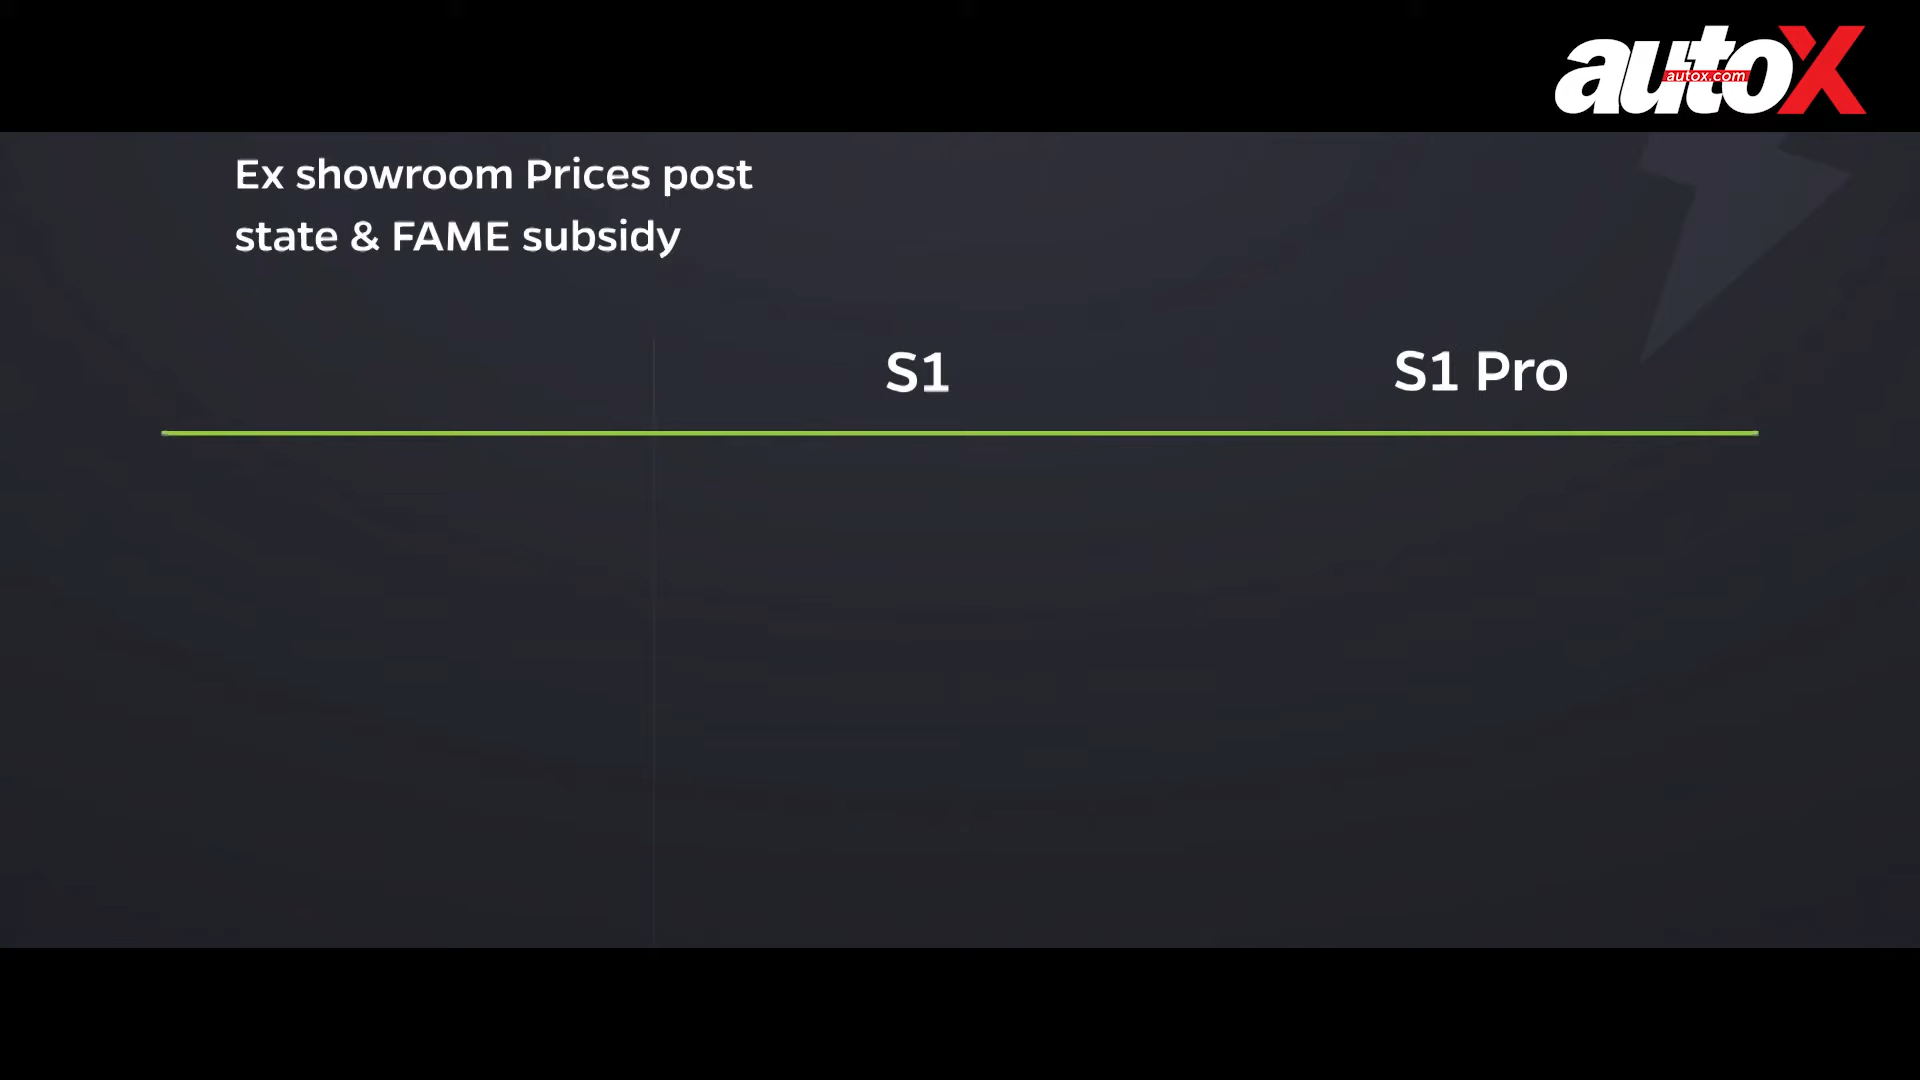 autoX
autox.com
Ex showroom Prices post
state & FAME subsidy
S1
S1 Pro